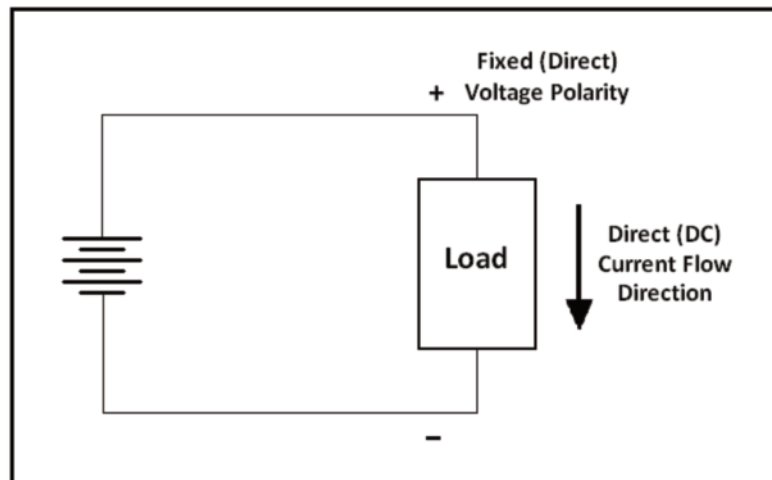 Fixed (Direct)
+ Voltage Polarity
Load
Direct (DC)
Current Flow
Direction
–